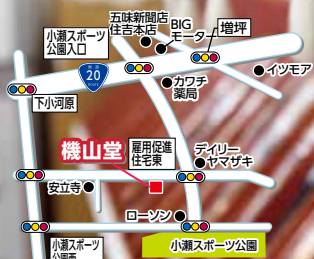 五味新聞店
住吉本店
BIG
モーター
増坪
小瀬スポーツ
公園入口
国道
20
ROUTE
イツモア
カワチ
薬局
下小河原
機山堂
雇用促進
住宅東
デイリー
ヤマザキ
安立寺
ローソン
小瀬スポーツ
公園西
小瀬スポーツ公園